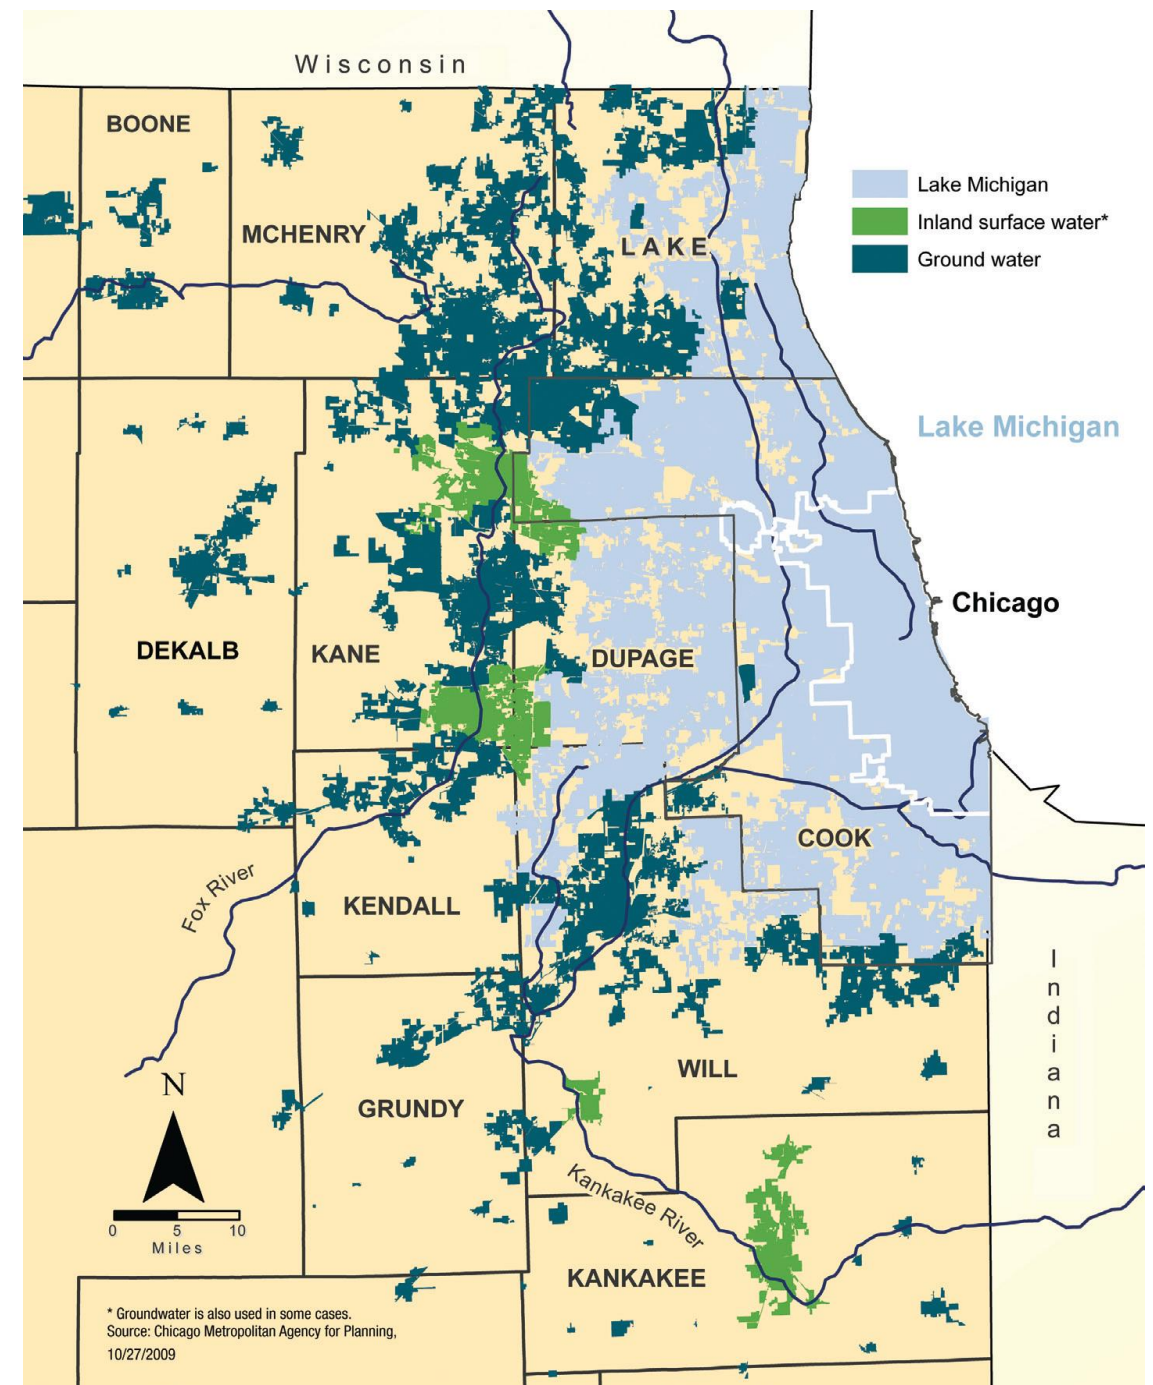 Wisconsin
BOONE
MCHENRY
LAKE
Lake Michigan
Inland surface water*
Ground water
Lake Michigan
Chicago
DEKALB
KANE
DUPAGE
COOK
Fox River
KENDALL
Indiana
WILL
GRUNDY
Kankakee River
KANKAKEE
N
0 5 10
Miles
* Groundwater is also used in some cases.
Source: Chicago Metropolitan Agency for Planning,
10/27/2009